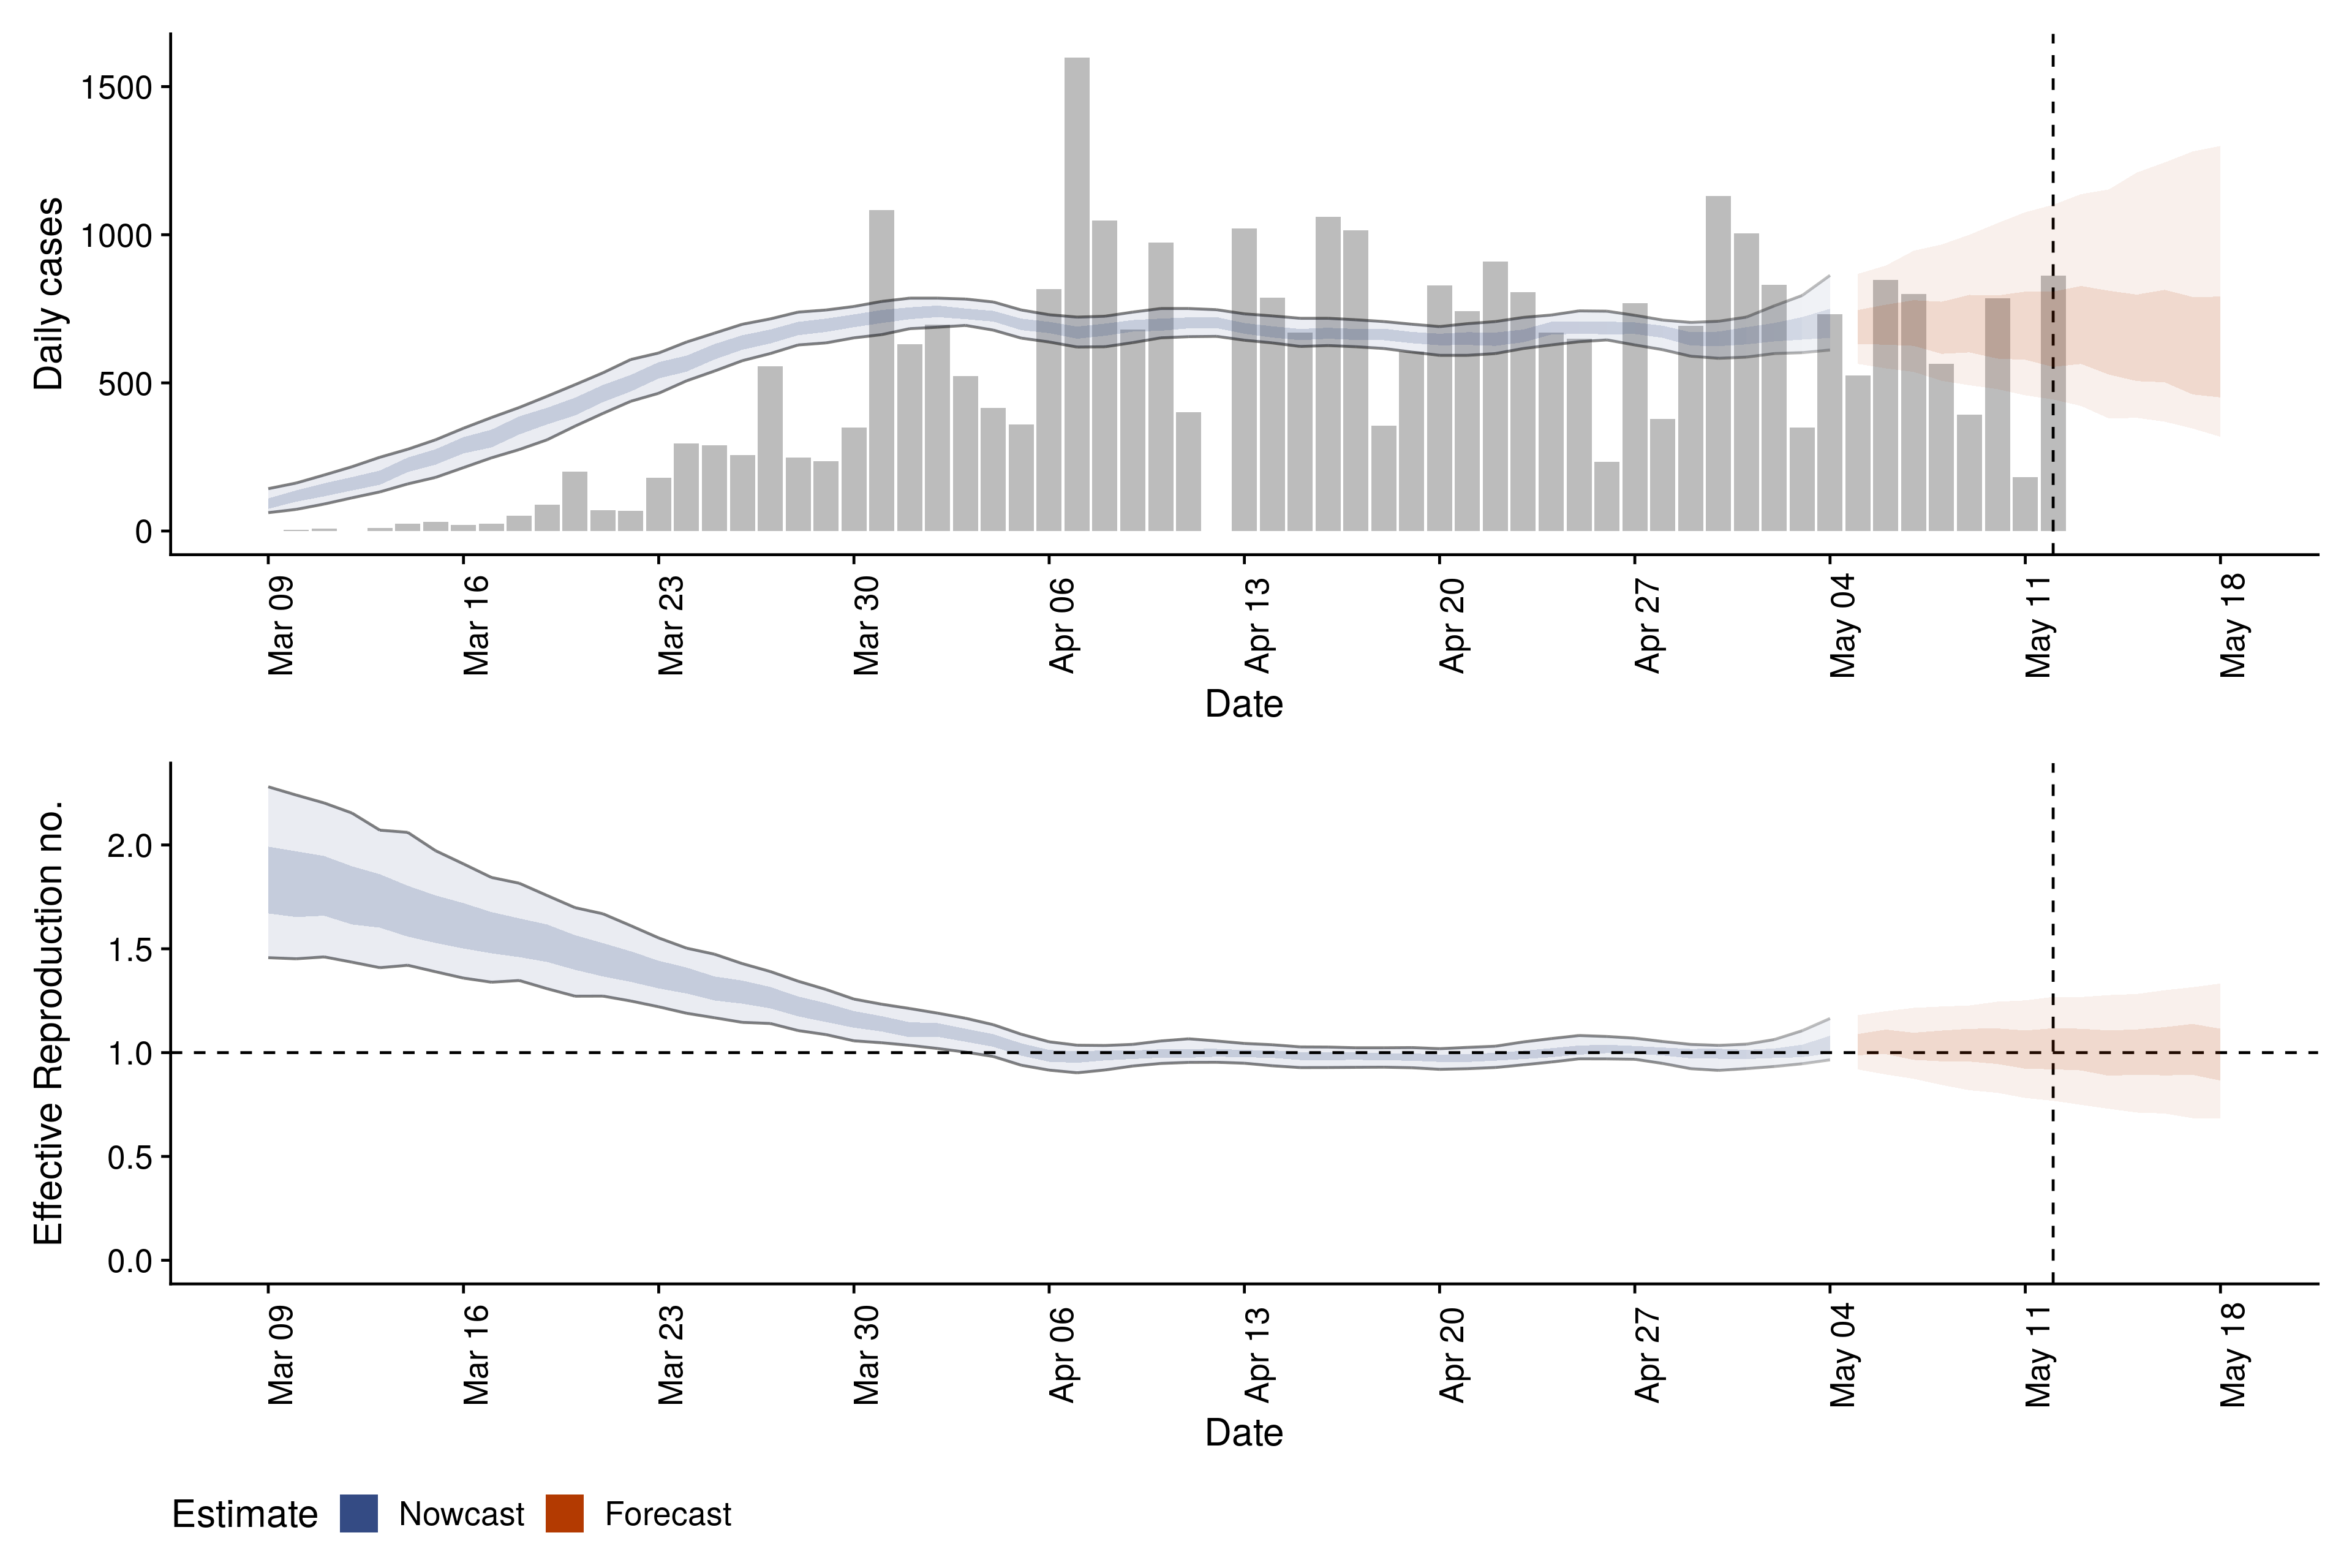 Daily cases
1500
1000
500
0
Mar 09
Mar 16
Mar 23
Mar 30
Apr 06
Apr 13
Apr 20
Apr 27
May 04
May 11
May 18
Date
Effective Reproduction no.
2.0
1.5
1.0
0.5
0.0
Mar 09
Mar 16
Mar 23
Mar 30
Apr 06
Apr 13
Apr 20
Apr 27
May 04
May 11
May 18
Date
Estimate Nowcast Forecast